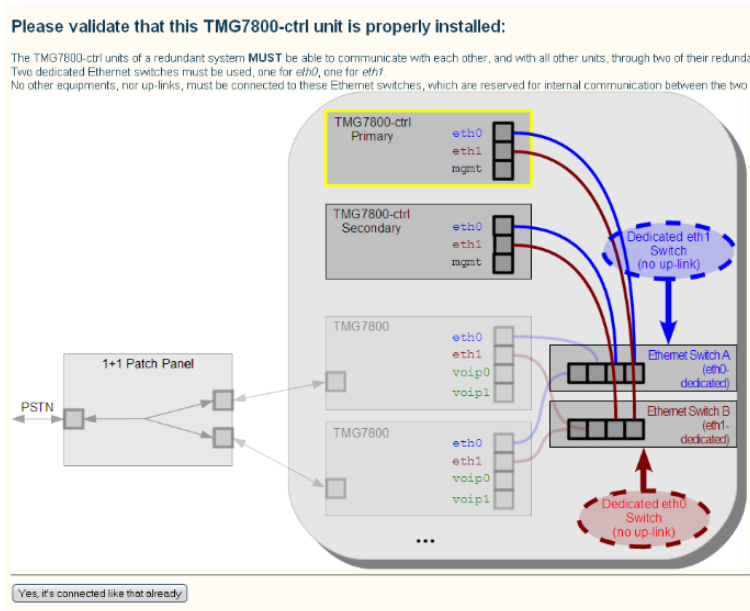 Please validate that this TMG7800-ctrl unit is properly installed:
The TMG7800-ctrl units of a redundant system MUST be able to communicate with each other, and with all other units, through two of their
Two dedicated Ethernet switches must be used, one for eth0, one for eth1.
No other equipments, nor up-links, must be connected to these Ethernet switches, which are reserved for internal communication between the two
TMG7800-ctrl
Primary
eth0
eth1
mgmt
TMG7800-ctrl
Secondary
eth0
eth1
mgmt
Dedicated eth1
Switch
(no up-link)
TMG7800
eth0
eth1
voip0
voip1
Ethernet Switch A
(eth0-
dedicated)
1+1 Patch Panel
PSTN
Ethernet Switch B
(eth1-
dedicated)
TMG7800
eth0
eth1
voip0
voip1
Dedicated eth0
Switch
(no up-link)
...
Yes, it's connected like that already